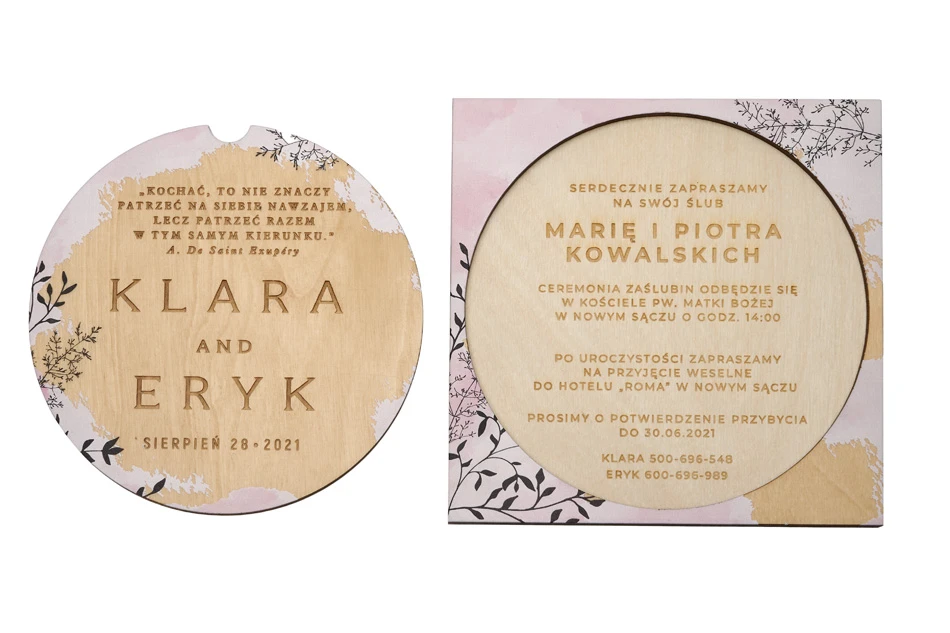 „KOCHAĆ, TO NIE ZNACZY
PATRZEĆ NA SIEBIE NAWZAJEM,
LECZ PATRZEĆ RAZEM
W TYM SAMYM KIERUNKU."
A. De Saint Exupéry
KLARA
AND
ERYK
SIERPIEŃ 28 • 2021
SERDECZNIE ZAPRASZAMY
NA SWÓJ ŚLUB
MARIĘ I PIOTRA
KOWALSKICH
CEREMONIA ZAŚLUBIN ODBĘDZIE SIĘ
W KOŚCIELE PW. MATKI BOŻEJ
W NOWYM SĄCZU O GODZ. 14:00
PO UROCZYSTOŚCI ZAPRASZAMY
NA PRZYJĘCIE WESELNE
DO HOTELU „ROMA" W NOWYM SĄCZU
PROSIMY O POTWIERDZENIE PRZYBYCIA
DO 30.06.2021
KLARA 500-696-548
ERYK 600-696-989